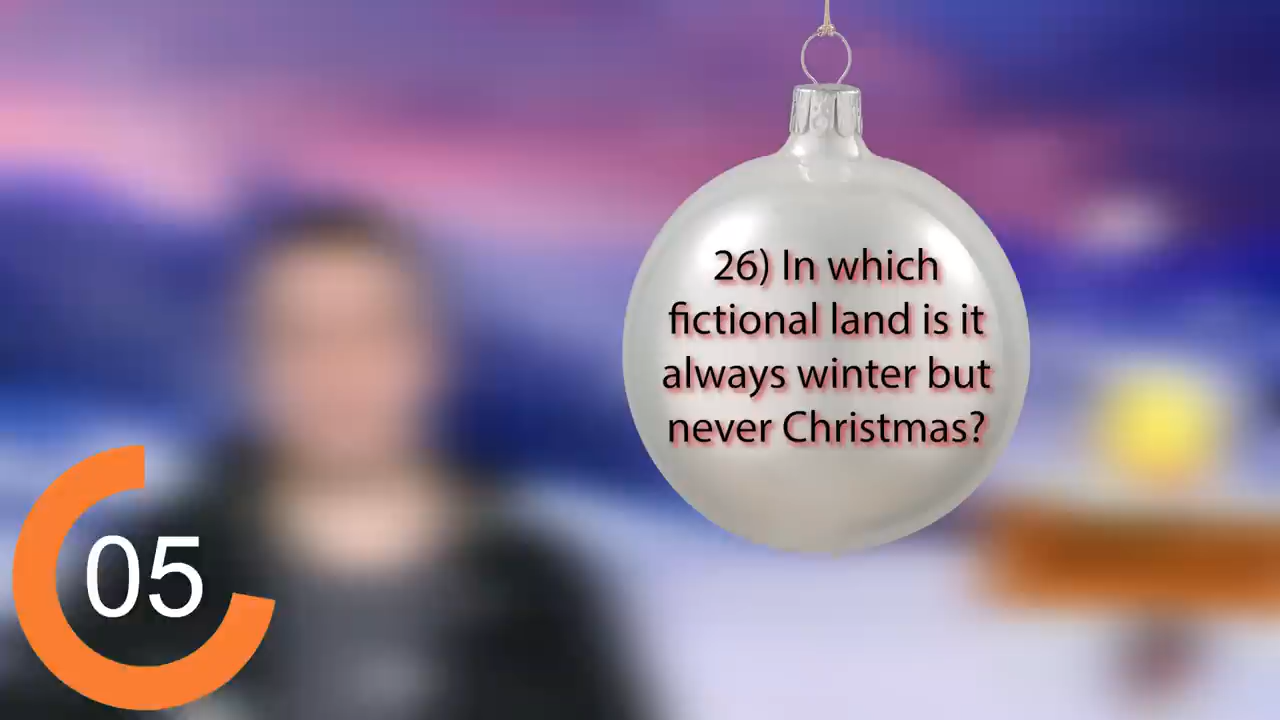 26) In which
fictional land is it
always winter but
never Christmas?
05